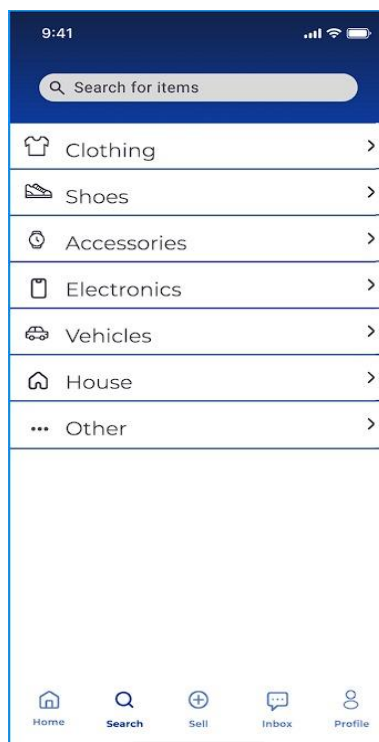 9:41
Search for items
Clothing
Shoes
Accessories
Electronics
Vehicles
House
Other
Home Search Sell Inbox Profile